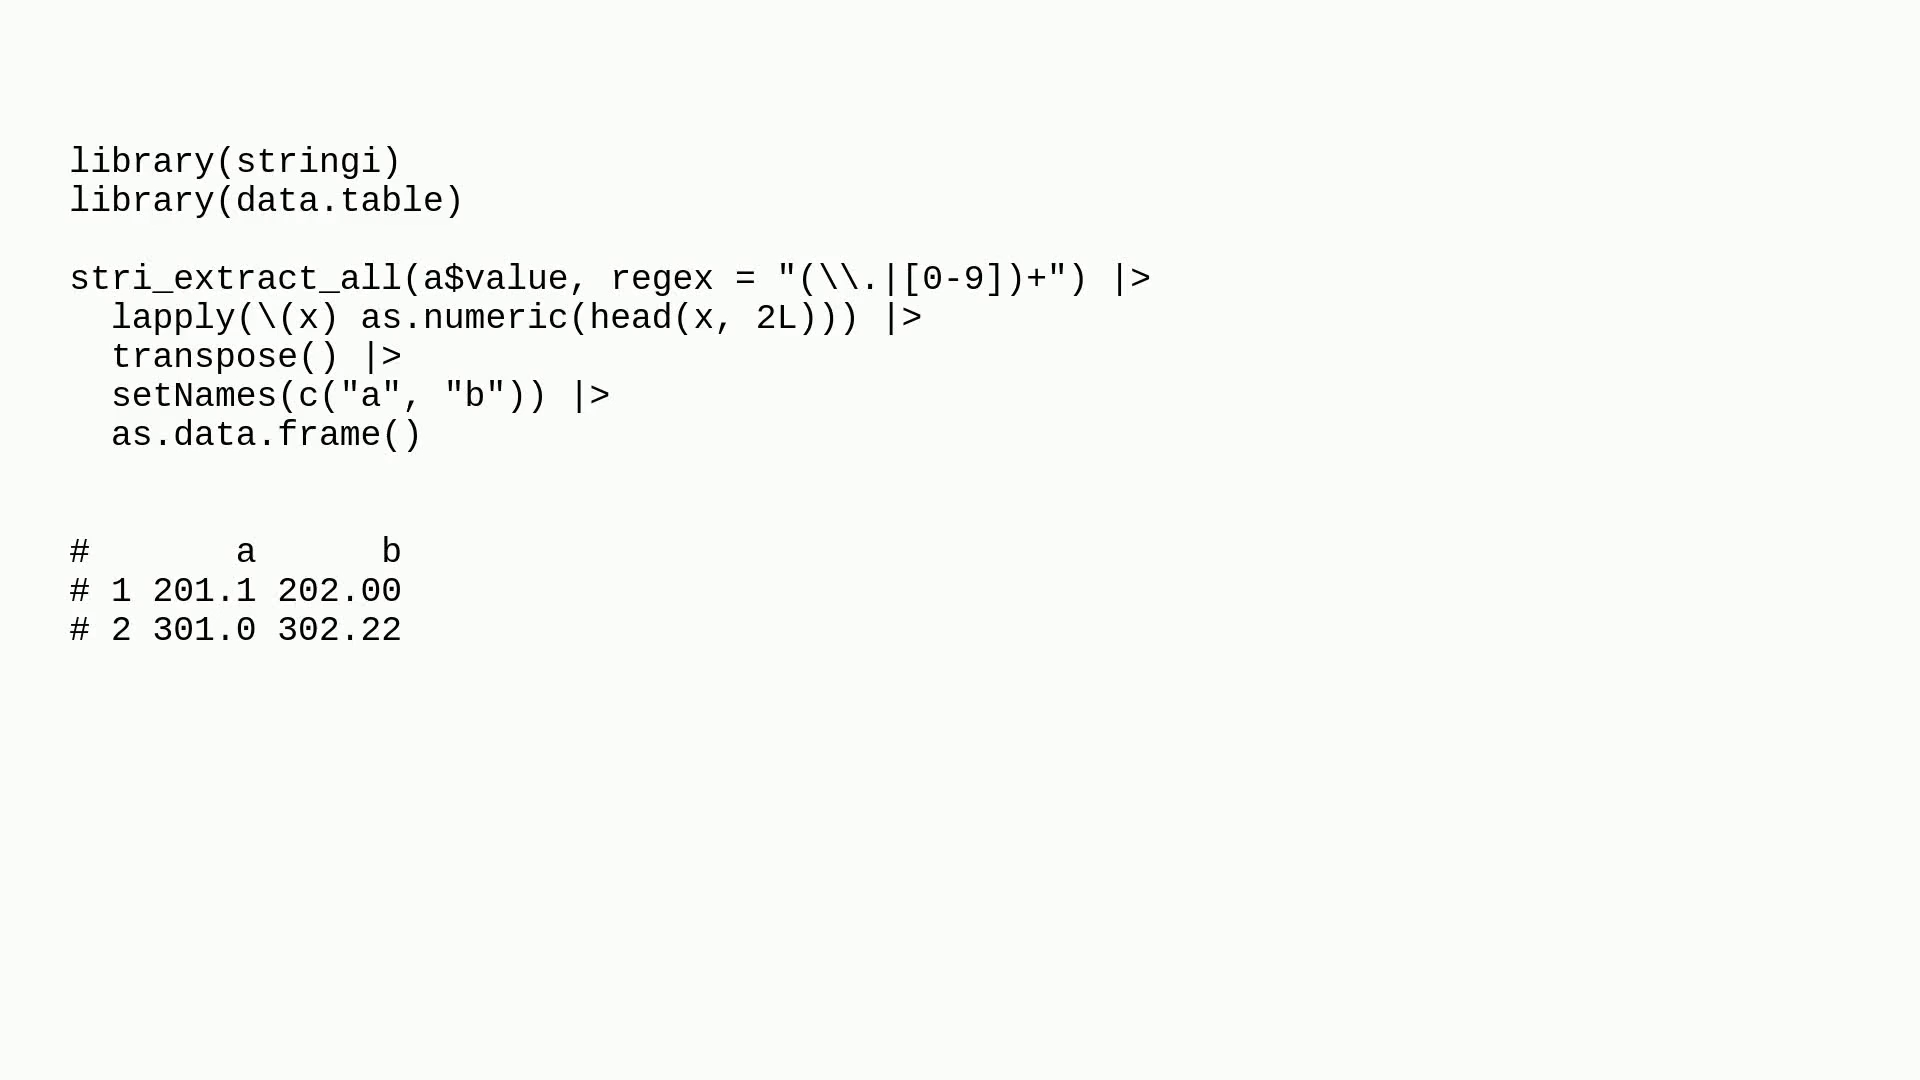 library(stringi)
library(data.table)

stri_extract_all(a$value, regex = "(\\.|[0-9])+") |>
  lapply(\(x) as.numeric(head(x, 2L))) |>
  transpose() |>
  setNames(c("a", "b")) |>
  as.data.frame()


#       a      b
# 1 201.1 202.00
# 2 301.0 302.22